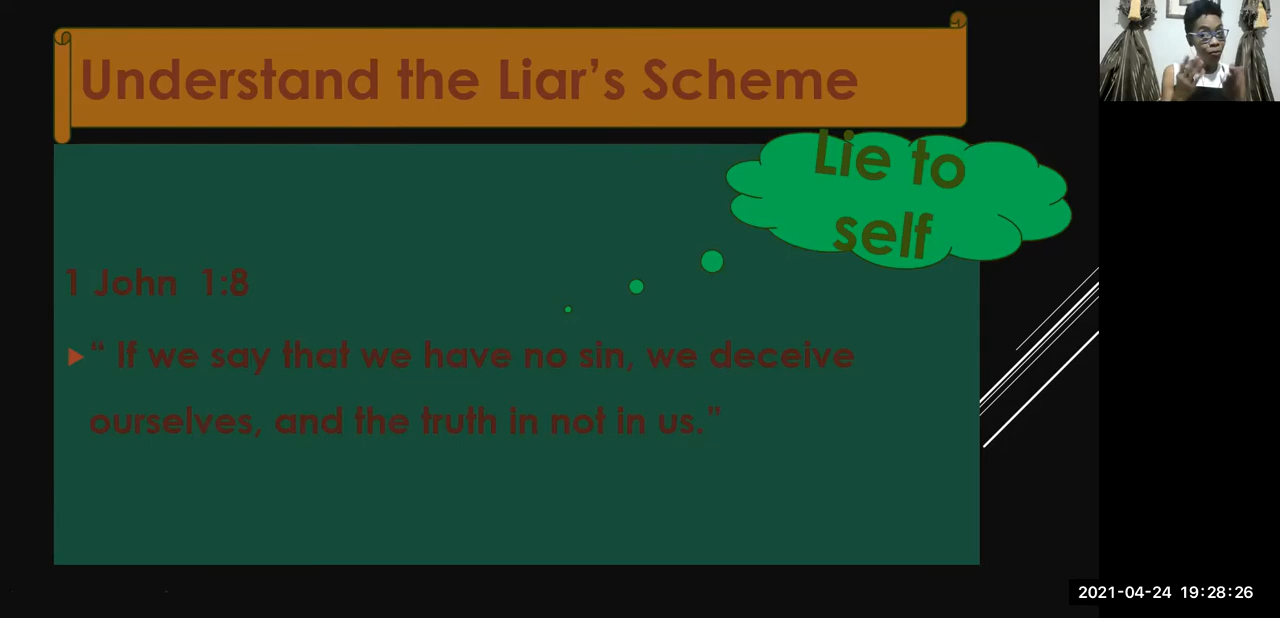 Understand the Liar's Scheme
Lie to
self
1 John 1:8
" If we say that we have no sin, we deceive
ourselves, and the truth in not in us."
2021-04-24 19:28:26